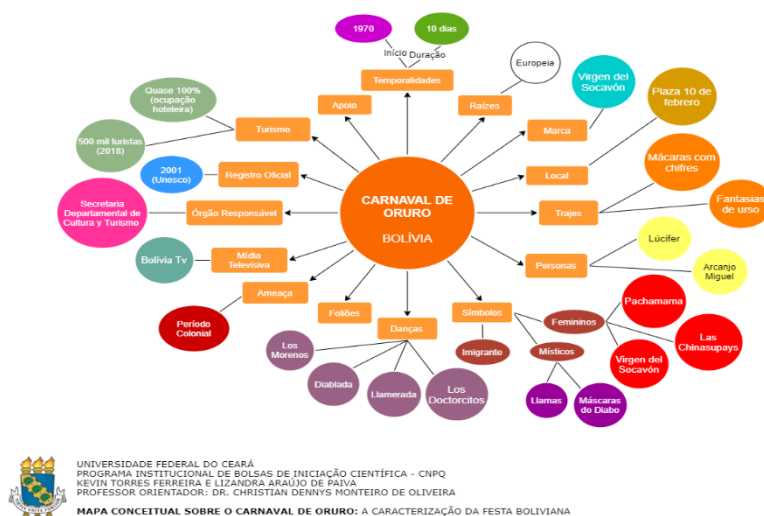 1970
10 dias
Início
Duração
Temporalidades
Europeia
Raízes
Apoio
Virgen del
Socavón
Marca
Plaza 10 de
febrero
Local
Quase 100%
(ocupação
hoteleira)
Turismo
500 mil turistas
(2018)
2001
(Unesco)
Registro Oficial
Secretaria
Departamental de
Cultura y Turismo
Órgão Responsável
CARNAVAL DE
ORURO
BOLÍVIA
Mácaras com
chifres
Trajes
Fantasias
de urso
Lúcifer
Personas
Arcanjo
Miguel
Bolívia Tv
Mídia
Televisiva
Ameaça
Período
Colonial
Foliões
Danças
Los
Morenos
Diablada
Llamerada
Los
Doctorcitos
Símbolos
Imigrante
Femininos
Místicos
Pachamama
Las
Chinasupays
Virgen del
Socavón
Llamas
Máscaras
do Diabo
UNIVERSIDADE FEDERAL DO CEARÁ
PROGRAMA INSTITUCIONAL DE BOLSAS DE INICIAÇÃO CIENTÍFICA - CNPQ
KEVIN TORRES FERREIRA E LIZANDRA ARAÚJO DE PAIVA
PROFESSOR ORIENTADOR: DR. CHRISTIAN DENNYS MONTEIRO DE OLIVEIRA
MAPA CONCEITUAL SOBRE O CARNAVAL DE ORURO: A CARACTERIZAÇÃO DA FESTA BOLIVIANA